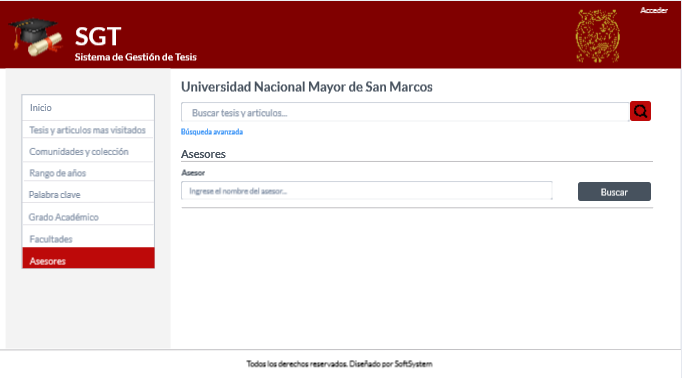 Acceder
SGT
Sistema de Gestión de Tesis
Universidad Nacional Mayor de San Marcos
Buscar tesis y articulos...
Búsqueda avanzada
Inicio
Tesis y artículos mas visitados
Comunidades y colección
Rango de años
Palabra clave
Grado Académico
Facultades
Asesores
Asesores
Asesor
Ingrese el nombre del asesor...
Buscar
Todos los derechos reservados. Diseñado por SoftSystem